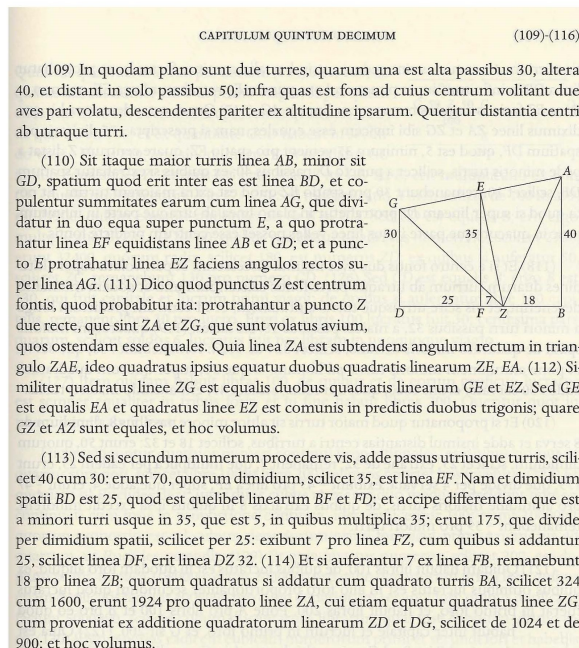 CAPITULUM QUINTUM DECIMUM (109)-(116)
(109) In quodam plano sunt due turres, quarum una est alta passibus 30, altera
40, et distant in solo passibus 50; infra quas est fons ad cuius centrum volitant due
aves pari volatu, descendentes pariter ex altitudine ipsarum. Queritur distantia centri
ab utraque turri.
(110) Sit itaque maior turris linea AB, minor sit
GD, spatium quod est inter eas est linea BD, et co-
pulentur summitates earum cum linea AG, que divi-
datur in duo equa super punctum E, a quo protra-
hatur linea EF equidistans linee AB et GD; et a punc-
to E protrahatur linea EZ faciens angulos rectos su-
per linea AG. (111) Dico quod punctus Z est centrum
fontis, quod probabitur ita: protrahantur a puncto Z
due recte, que sint ZA et ZG, que sunt volatus avium,
quos ostendam esse equales. Quia linea ZA est subtendens angulum rectum in trian-
gulo ZAE, ideo quadratus ipsius equatur duobus quadratis linearum ZE, EA. (112) Si-
militer quadratus linee ZG est equalis duobus quadratis linearum GE et EZ. Sed GE
est equalis EA et quadratus linee EZ est comunis in predictis duobus trigonis; quare
GZ et AZ sunt equales, et hoc volumus.
A
E
G
30
35
40
25
7
18
D
F
Z
B
(113) Sed si secundum numerum procedere vis, adde passus utriusque turris, scili-
cet 40 cum 30: erunt 70, quorum dimidium, scilicet 35, est linea EF. Nam et dimidium
spatii BD est 25, quod est quelibet linearum BF et FD; et accipe differentiam que est
a minori turri usque in 35, que est 5, in quibus multiplica 35; erunt 175, que divide
per dimidium spatii, scilicet per 25: exibunt 7 pro linea FZ, cum quibus si addantur
25, scilicet linea DF, erit linea DZ 32. (114) Et si auferantur 7 ex linea FB, remanebunt
18 pro linea ZB; quorum quadratus si addatur cum quadrato turris BA, scilicet 324
cum 1600, erunt 1924 pro quadrato linee ZA, cui etiam equatur quadratus linee ZG
cum proveniat ex additione quadratorum linearum ZD et DG, scilicet de 1024 et de
900: et hoc volumus.